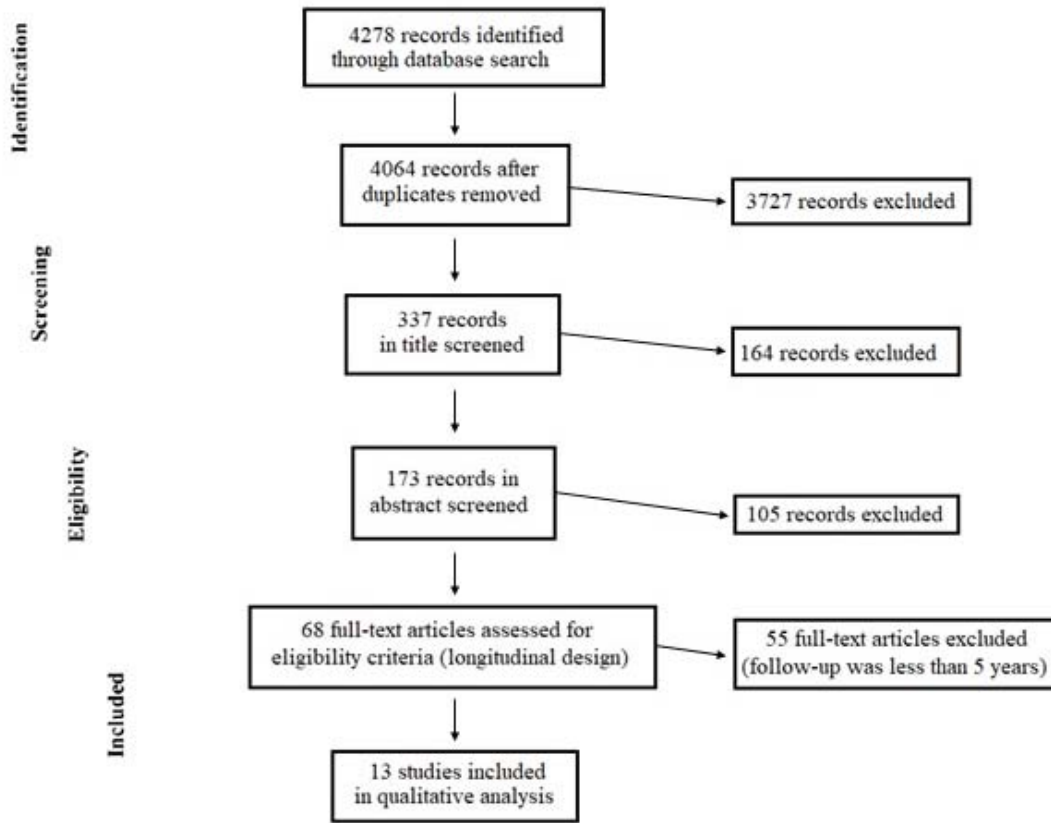 Identification
4278 records identified
through database search
4064 records after
duplicates removed
3727 records excluded
Screening
337 records
in title screened
164 records excluded
Eligibility
173 records in
abstract screened
105 records excluded
68 full-text articles assessed for
eligibility criteria (longitudinal design)
55 full-text articles excluded
(follow-up was less than 5 years)
Included
13 studies included
in qualitative analysis